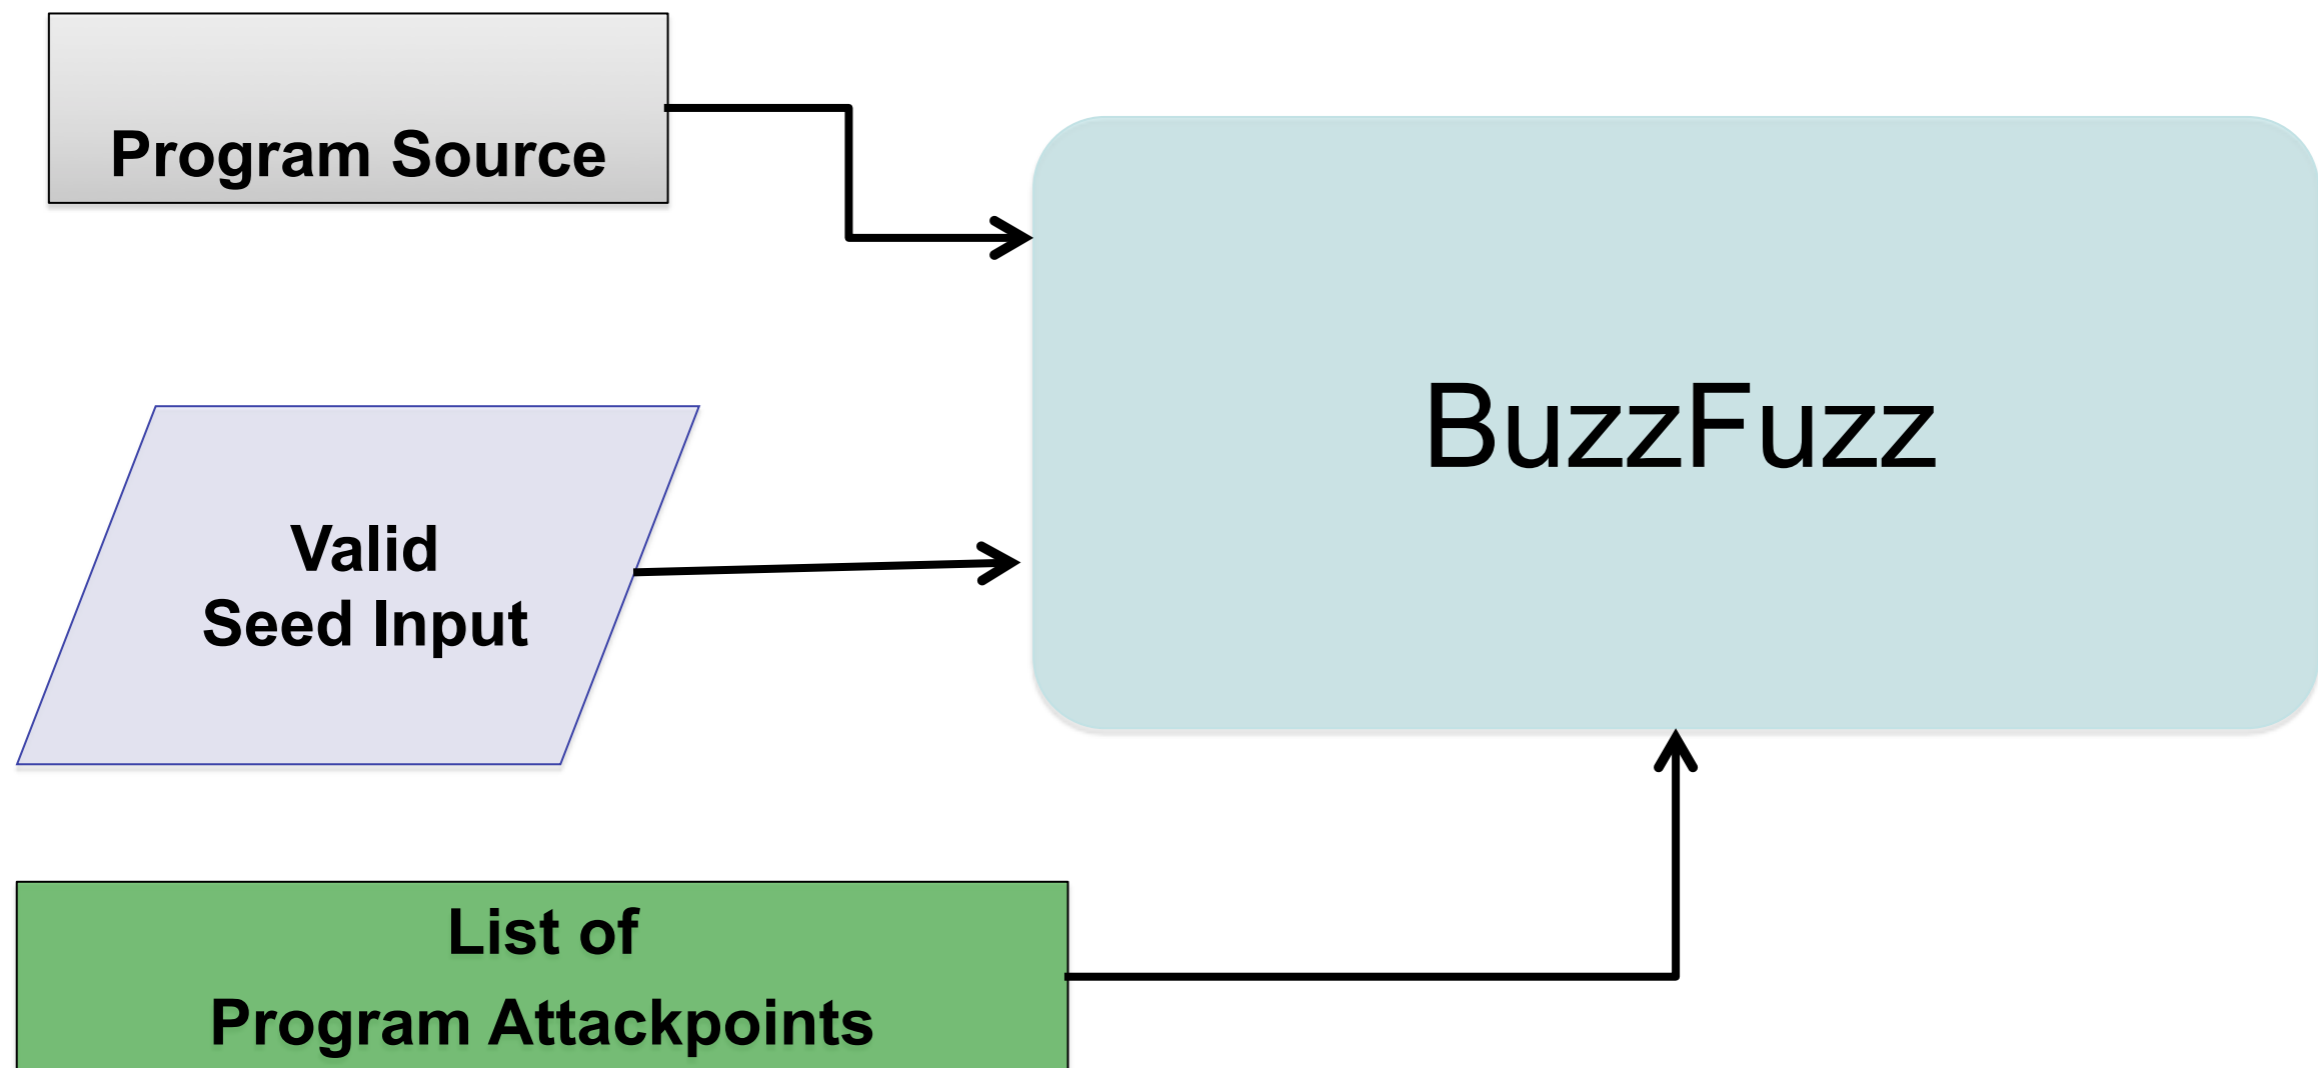 Program Source
BuzzFuzz
Valid
Seed Input
List of
Program Attackpoints